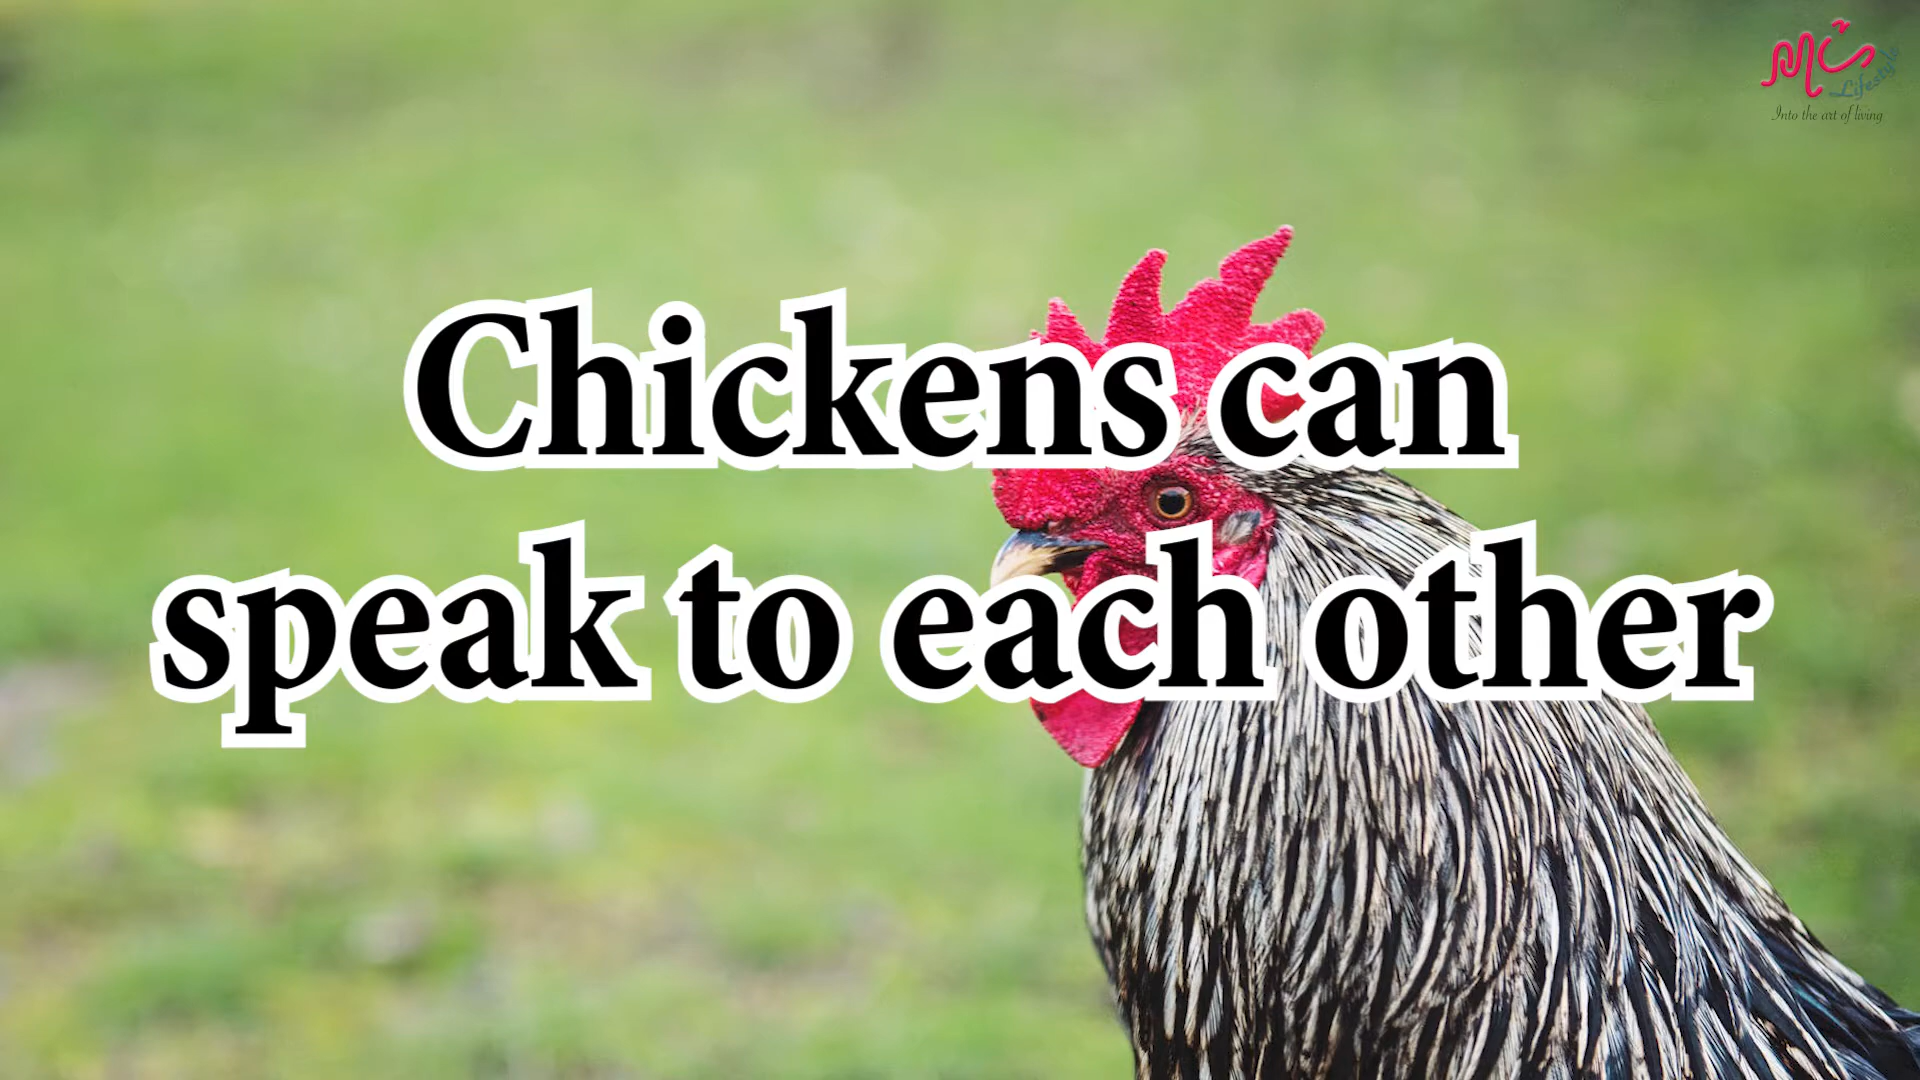 Lifestyle
Into the art of living
Chickens can
speak to each other